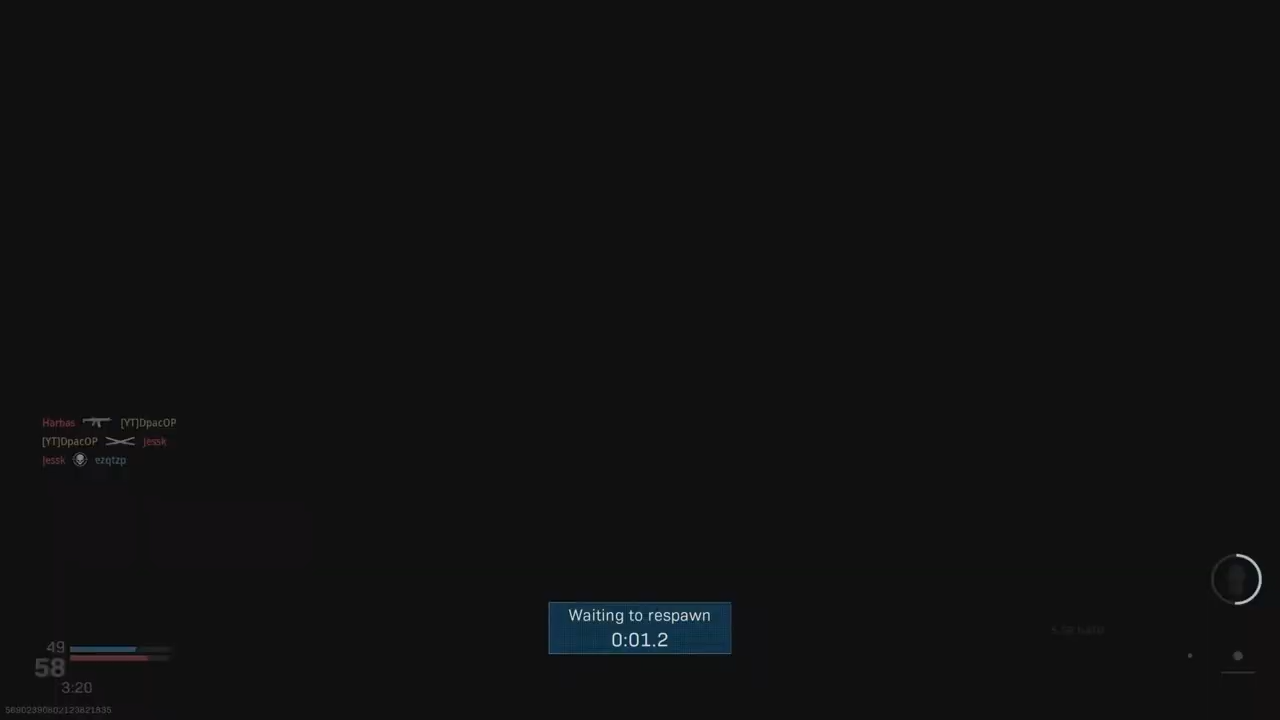 Harbas [YT]DpacOP
[YT]DpacOP Jessk
Jessk ezqtzp
Waiting to respawn
0:01.2
49
58
3:20